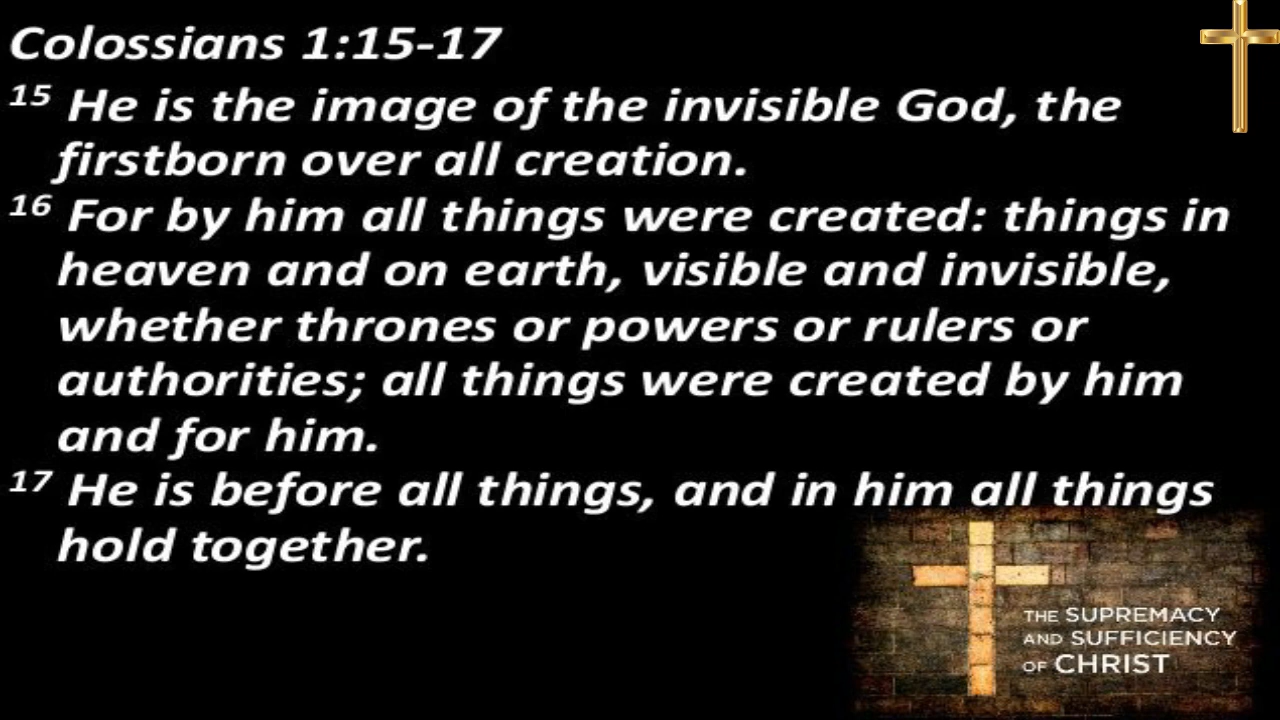 Colossians 1:15-17
15 He is the image of the invisible God, the
firstborn over all creation.
16 For by him all things were created: things in
heaven and on earth, visible and invisible,
whether thrones or powers or rulers or
authorities; all things were created by him
and for him.
17 He is before all things, and in him all things
hold together.
THE SUPREMACY
AND SUFFICIENCY
OF CHRIST